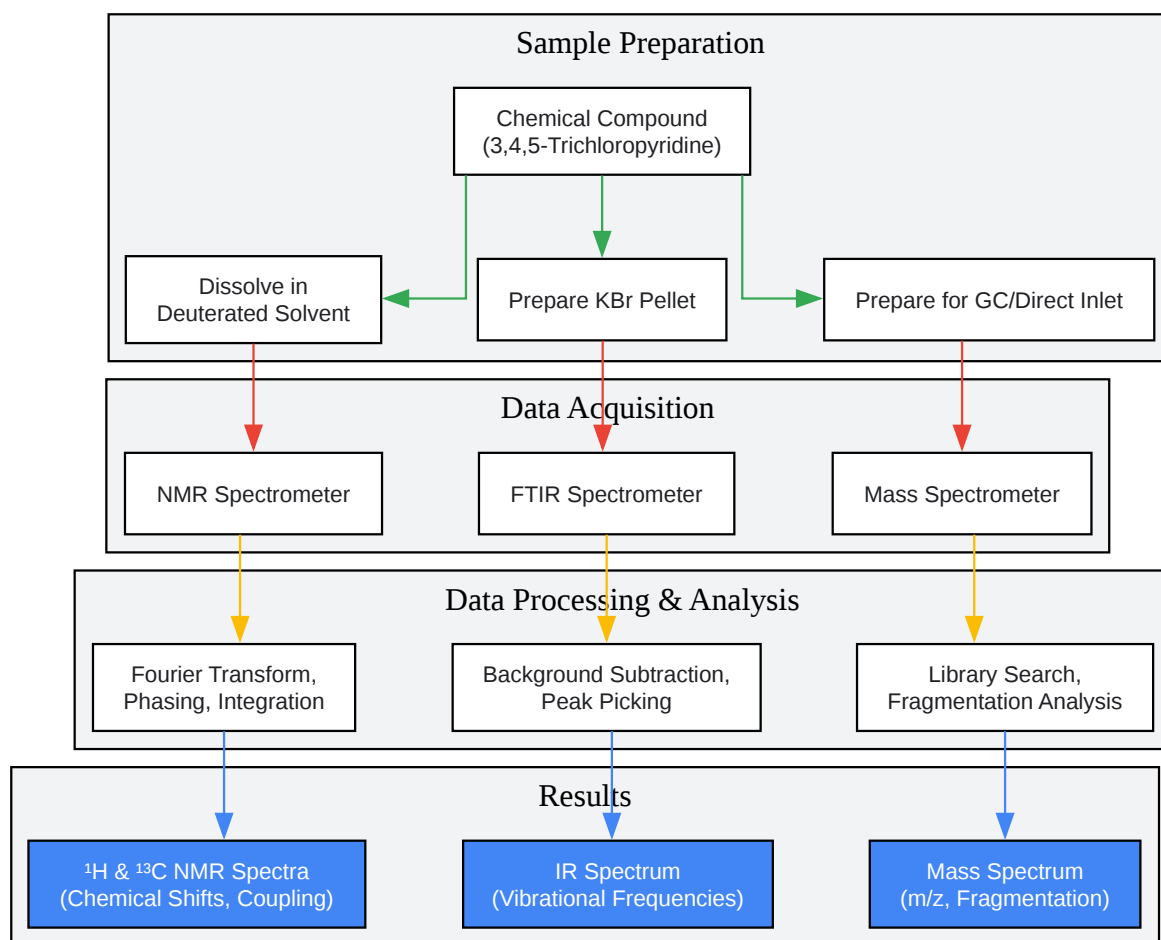 Sample Preparation
Chemical Compound
(3,4,5-Trichloropyridine)
Dissolve in
Deuterated Solvent
Prepare KBr Pellet
Prepare for GC/Direct Inlet
Data Acquisition
NMR Spectrometer
FTIR Spectrometer
Mass Spectrometer
Data Processing & Analysis
Fourier Transform,
Phasing, Integration
Background Subtraction,
Peak Picking
Library Search,
Fragmentation Analysis
Results
¹H & ¹³C NMR Spectra
(Chemical Shifts, Coupling)
IR Spectrum
(Vibrational Frequencies)
Mass Spectrum
(m/z, Fragmentation)